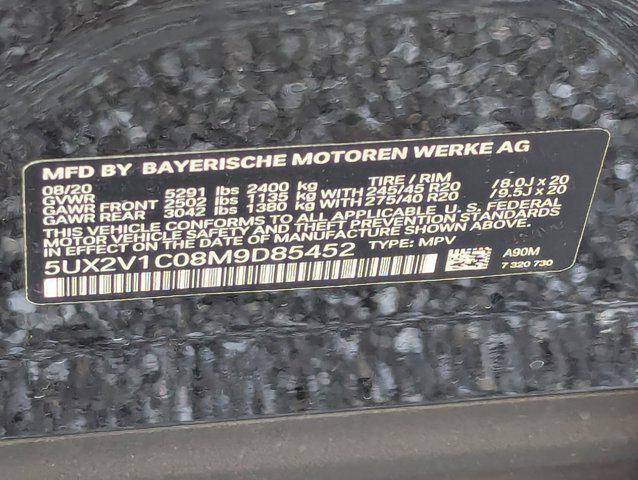 MFD BY BAYERISCHE MOTOREN WERKE AG
08/20 TIRE / RIM
GVWR 5291 lbs 2400 kg
GAWR FRONT 2502 lbs 1135 kg WITH 245/45 R20 /8.0J x 20
GAWR REAR 3042 lbs 1380 kg WITH 275/40 R20 /9.5J x 20
THIS VEHICLE CONFORMS TO ALL APPLICABLE U. S. FEDERAL
MOTOR VEHICLE SAFETY AND THEFT PREVENTION STANDARDS
IN EFFECT ON THE DATE OF MANUFACTURE SHOWN ABOVE.
5UX2V1C08M9D85452 TYPE: MPV
A90M
7 320 730